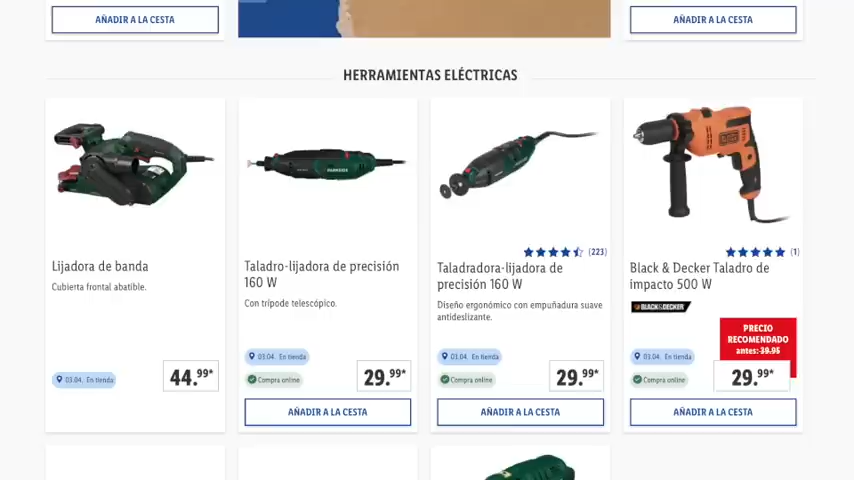 AÑADIR A LA CESTA
AÑADIR A LA CESTA
HERRAMIENTAS ELÉCTRICAS
Lijadora de banda
Cubierta frontal abatible.
03.04. En tienda
44.99*
PARKSIDE
Taladro-lijadora de precisión
160 W
Con trípode telescópico.
03.04. En tienda
Compra online
29.99*
AÑADIR A LA CESTA
(223)
Taladradora-lijadora de
precisión 160 W
Diseño ergonómico con empuñadura suave
antideslizante.
03.04. En tienda
Compra online
29.99*
AÑADIR A LA CESTA
(1)
Black & Decker Taladro de
impacto 500 W
BLACK&DECKER
PRECIO
RECOMENDADO
antes: 39.95
03.04. En tienda
Compra online
29.99*
AÑADIR A LA CESTA